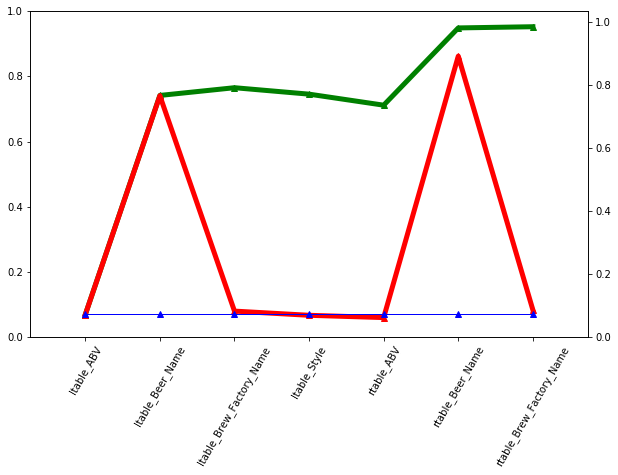 1.0
0.8
0.6
0.4
0.2
0.0
1.0
0.8
0.6
0.4
0.2
0.0
ltable_ABV
ltable_Beer_Name
ltable_Brew_Factory_Name
ltable_Style
rtable_ABV
rtable_Beer_Name
rtable_Brew_Factory_Name